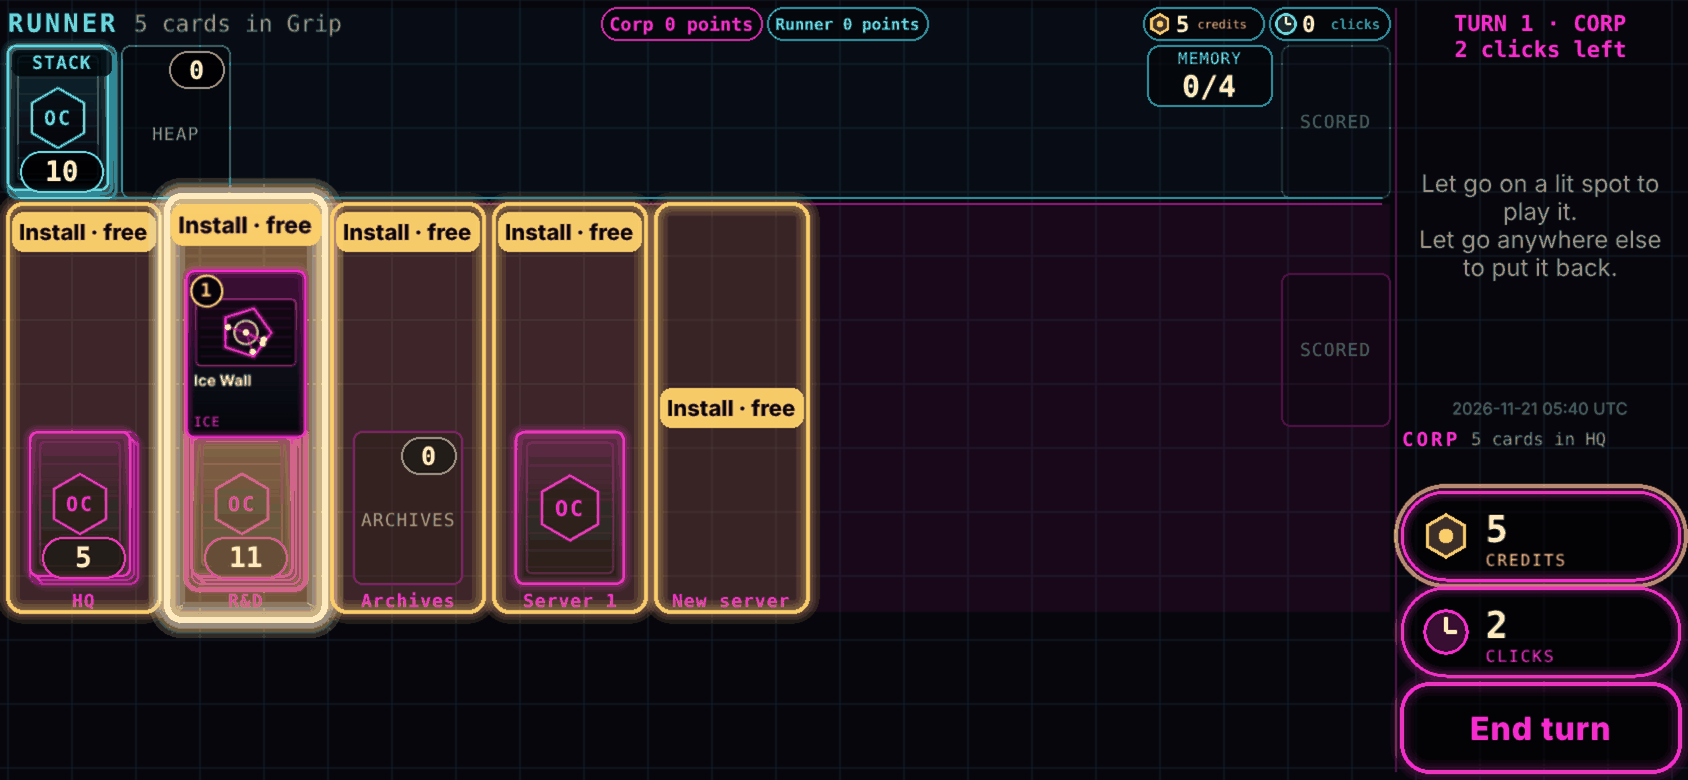 RUNNER 5 cards in Grip
Corp 0 points
Runner 0 points
5 credits
0 clicks
TURN 1 · CORP
2 clicks left
STACK
OC
10
0
HEAP
MEMORY
0/4
SCORED
Let go on a lit spot to
play it.
Let go anywhere else
to put it back.
Install · free
Install · free
Install · free
Install · free
Install · free
1
Ice Wall
ICE
OC
5
HQ
OC
11
R&D
0
ARCHIVES
Archives
OC
Server 1
New server
SCORED
2026-11-21 05:40 UTC
CORP 5 cards in HQ
5
CREDITS
2
CLICKS
End turn